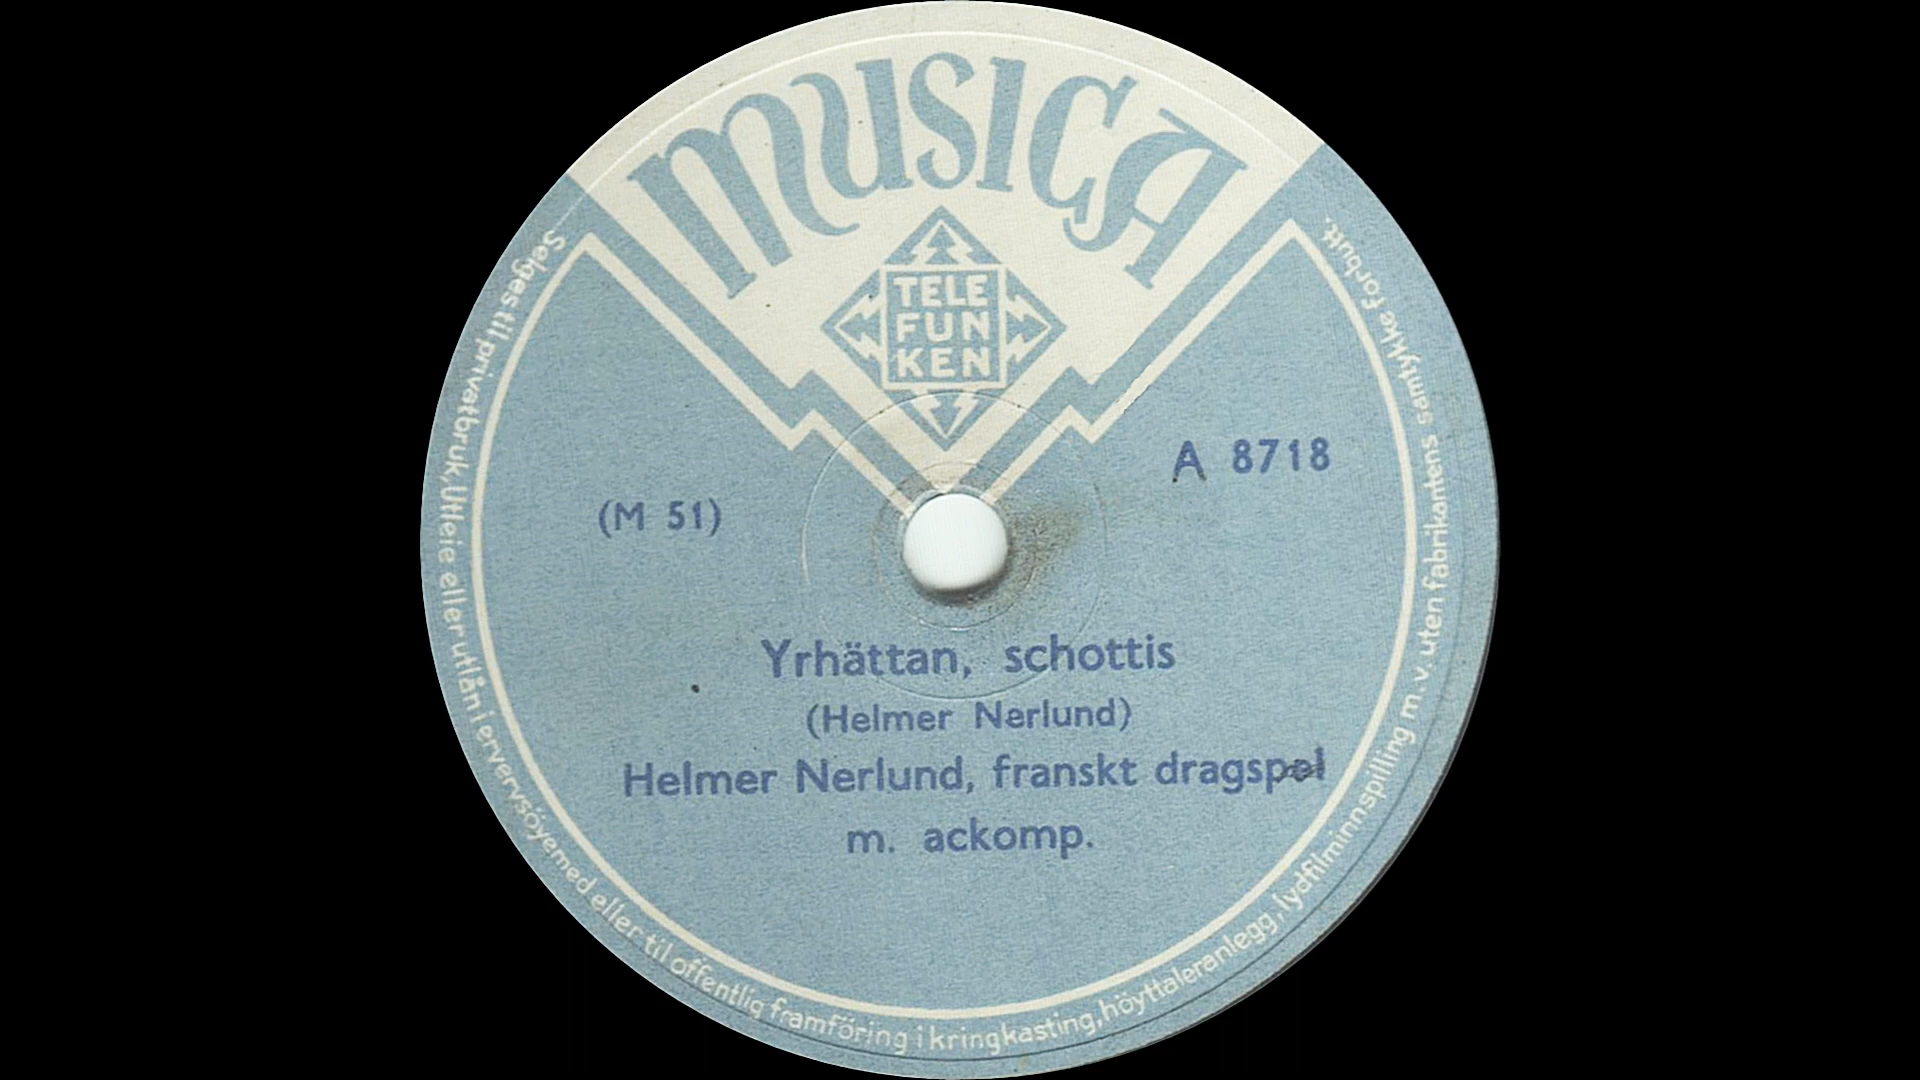 MUSICA
TELE
FUN
KEN
A 8718
(M 51)
Yrhättan, schottis
(Helmer Nerlund)
Helmer Nerlund, franskt dragspel
m. ackomp.
Selges til privatbruk, Utleie eller utlån i ervervsöyemed eller til offentlig framföring i kringkasting, höyttaleranlegg, lydfilminnspilling m. v. uten fabrikantens samtykke forbutt.